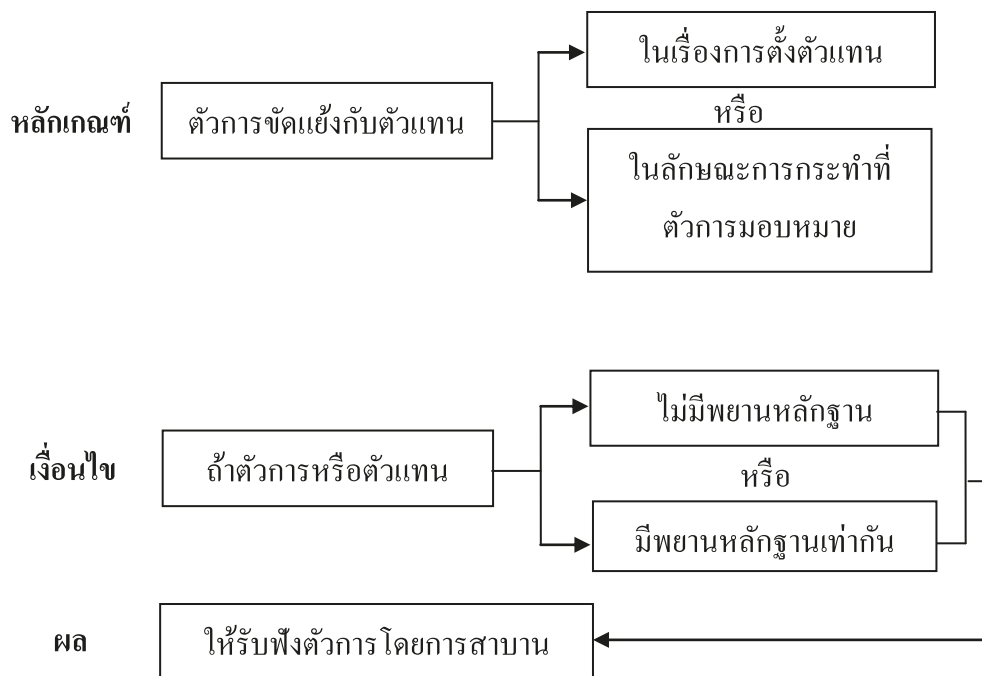 ในเรื่องการตั้งตัวแทน
หลักเกณฑ์
ตัวการขัดแย้งกับตัวแทน
หรือ
ในลักษณะการกระทำที่
ตัวการมอบหมาย
ไม่มีพยานหลักฐาน
เงื่อนไข
ถ้าตัวการหรือตัวแทน
หรือ
มีพยานหลักฐานเท่ากัน
ผล
ให้รับฟังตัวการโดยการสาบาน